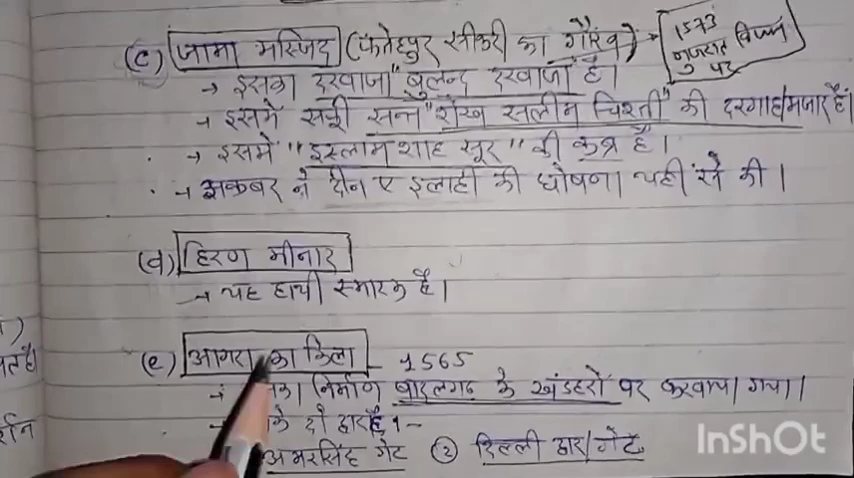 (c) जामा मस्जिद (फतेहपुर सीकरी का गौरव) → 1573 गुजरात विजय पर
→ इसका दरवाजा "बुलन्द दरवाजा है।
→ इसमें सूफी सन्त "शेख सलीम चिश्ती" की दरगाह/मजार है।
→ इसमें "इस्लाम शाह सूर" की कब्र है।
→ अकबर ने दीन ए इलाही की घोषणा यहीं से की।
(d) हिरण मीनार
→ यह हाथी स्मारक है।
(e) आगरा का किला - 1565
निर्माण बादलगढ के खंडहरों पर करवाया गया।
के दो द्वार है :-
अमरसिंह गेट ② दिल्ली द्वार/गेट
र्शन
InShOt